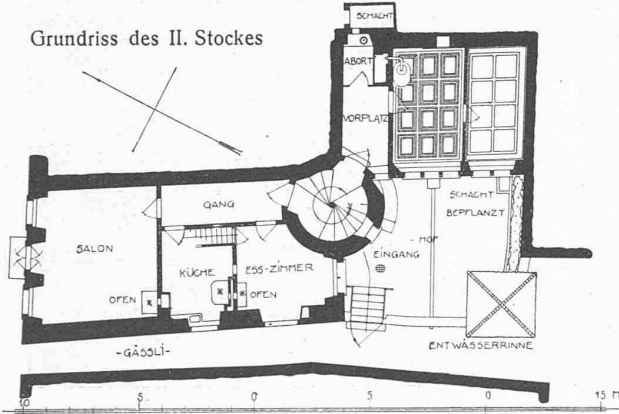 Grundriss des II. Stockes
SCHACHT
ABORT
VORPLATZ
SCHACHT
BEPFLANZT
GANG
HOF
EINGANG
SALON
KÜCHE
ESS-ZIMMER
OFEN
OFEN
ENTWÄSSERRINNE
-GÄSSLI-
10 5 0 5 10 15 M